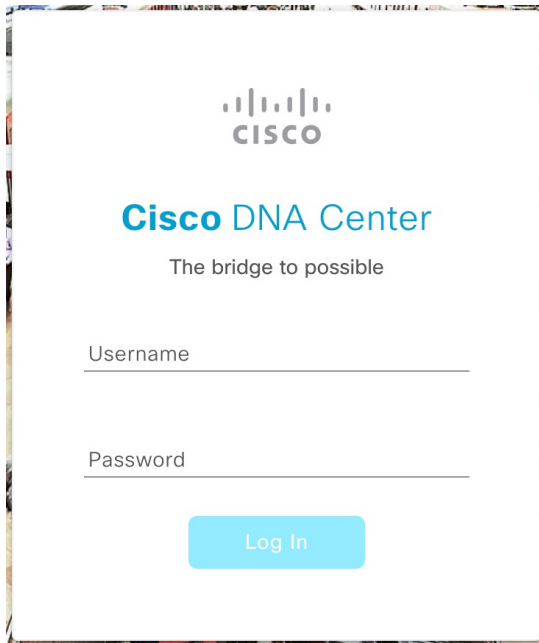 CISCO
Cisco DNA Center
The bridge to possible
Username
Password
Log In